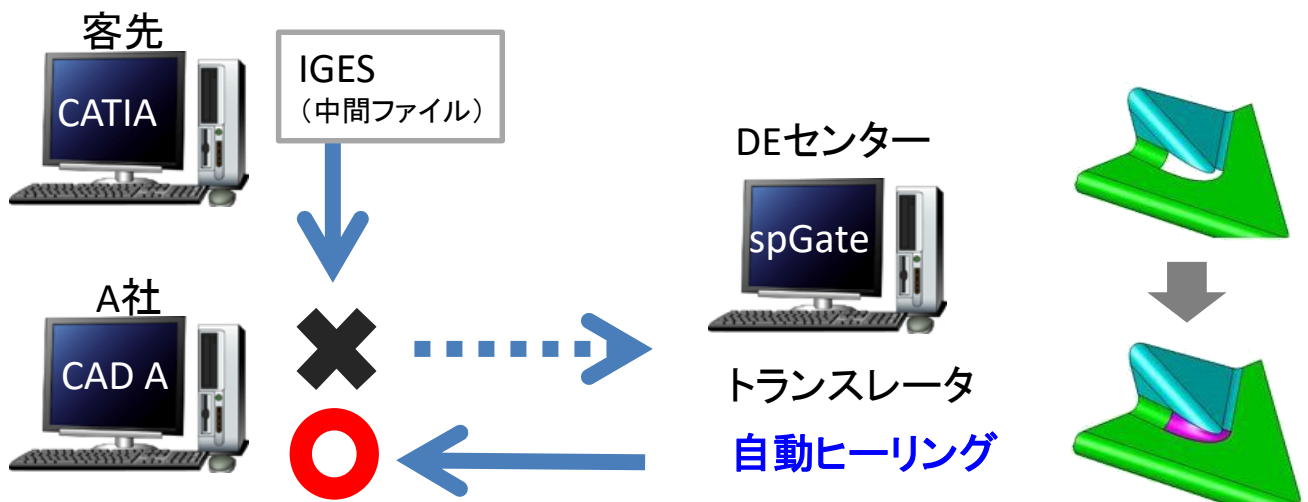 客先
CATIA
IGES
（中間ファイル）
A社
CAD A
DEセンター
spGate
トランスレータ
自動ヒーリング